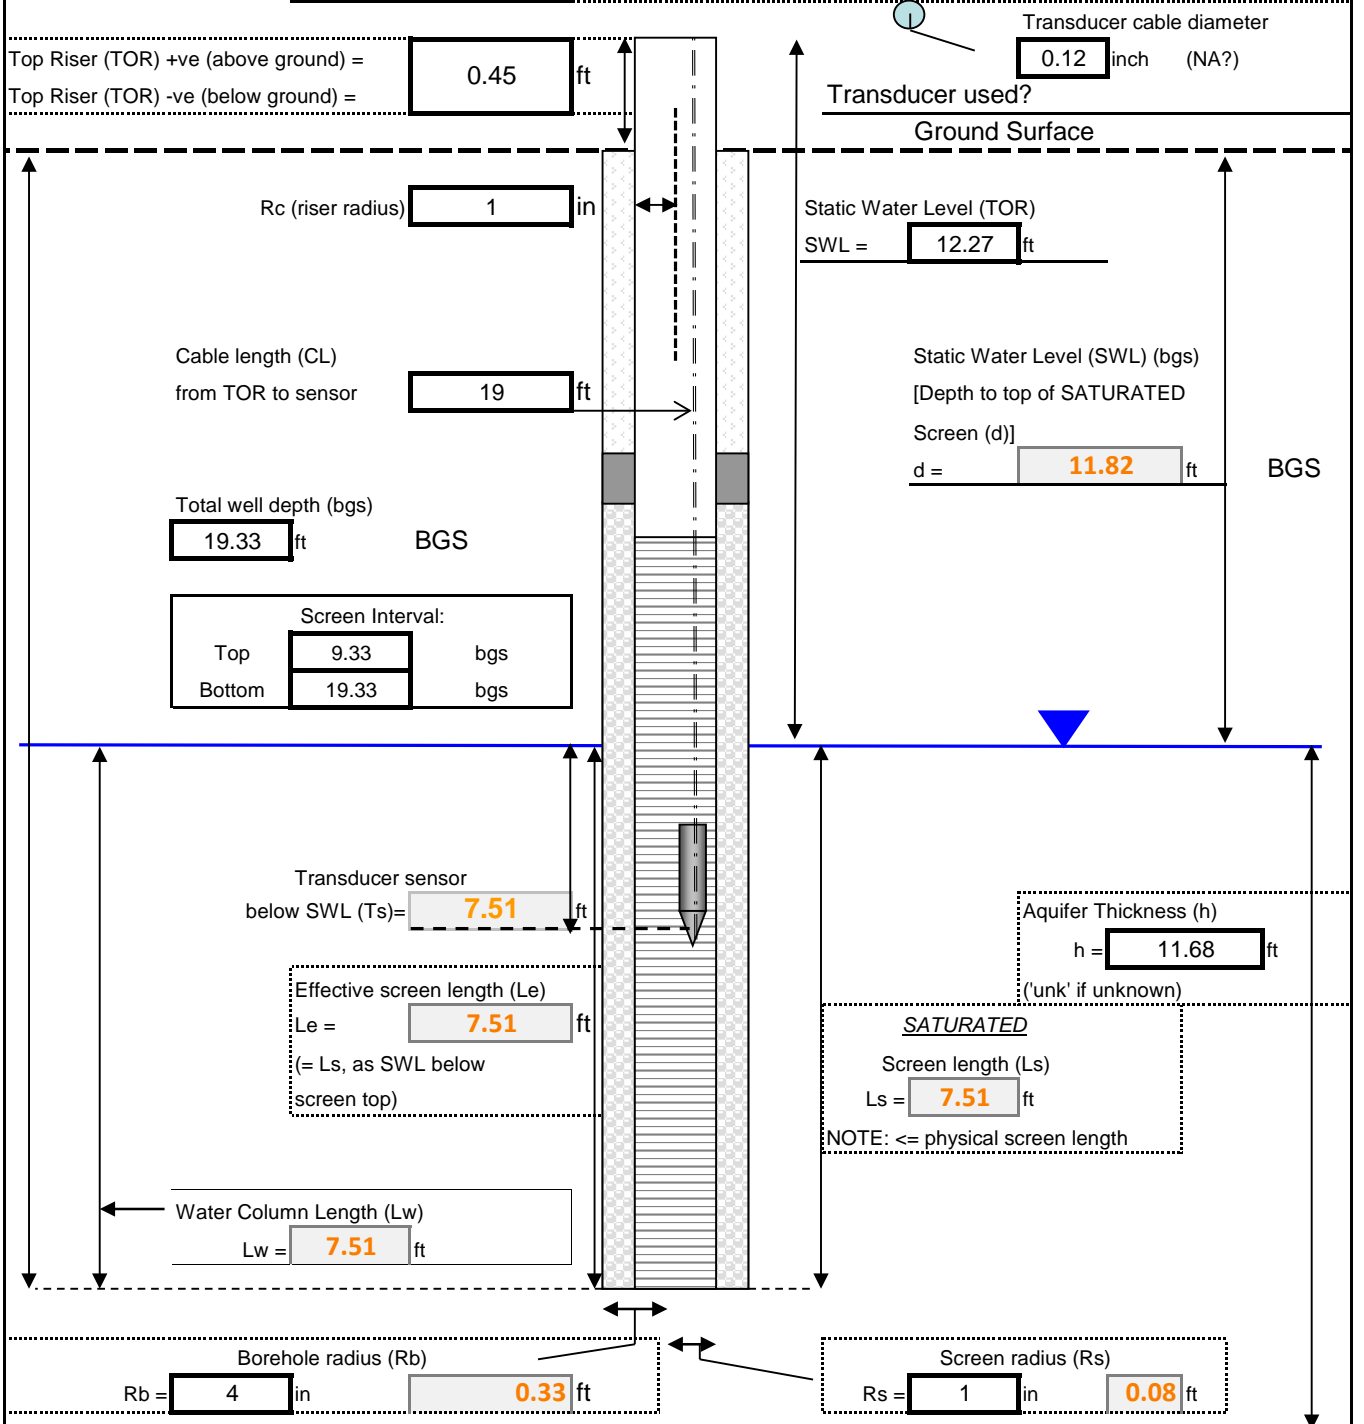 Transducer cable diameter
0.12 inch (NA?)
Top Riser (TOR) +ve (above ground) =
Top Riser (TOR) -ve (below ground) =
0.45 ft
Transducer used?
Ground Surface
Rc (riser radius) 1 in
Static Water Level (TOR)
SWL = 12.27 ft
Cable length (CL)
from TOR to sensor 19 ft
Static Water Level (SWL) (bgs)
[Depth to top of SATURATED
Screen (d)]
d = 11.82 ft BGS
Total well depth (bgs)
19.33 ft BGS
Screen Interval:
Top 9.33 bgs
Bottom 19.33 bgs
Transducer sensor
below SWL (Ts)= 7.51 ft
Aquifer Thickness (h)
h = 11.68 ft
('unk' if unknown)
Effective screen length (Le)
Le = 7.51 ft
(= Ls, as SWL below
screen top)
SATURATED
Screen length (Ls)
Ls = 7.51 ft
NOTE: <= physical screen length
Water Column Length (Lw)
Lw = 7.51 ft
Borehole radius (Rb)
Rb = 4 in 0.33 ft
Screen radius (Rs)
Rs = 1 in 0.08 ft